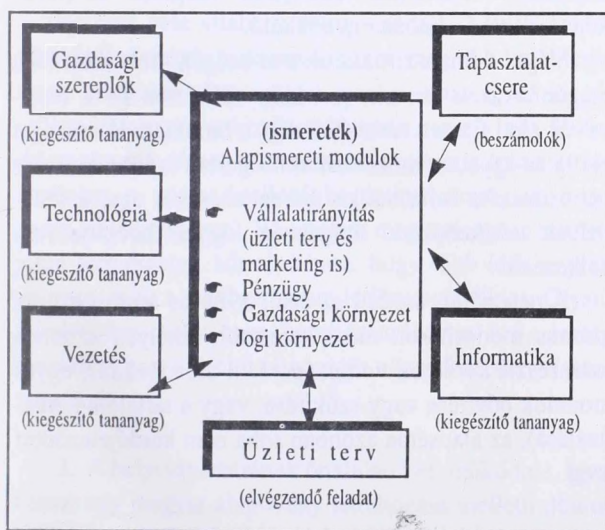 Gazdasági
szereplők
(kiegészítő tananyag)
Technológia
(kiegészítő tananyag)
Vezetés
(kiegészítő tananyag)
(ismeretek)
Alapismereti modulok
Vállalatirányítás
(üzleti terv és
marketing is)
Pénzügy
Gazdasági környezet
Jogi környezet
Tapasztalat-
csere
(beszámolók)
Informatika
(kiegészítő tananyag)
Üzleti terv
(elvégzendő feladat)